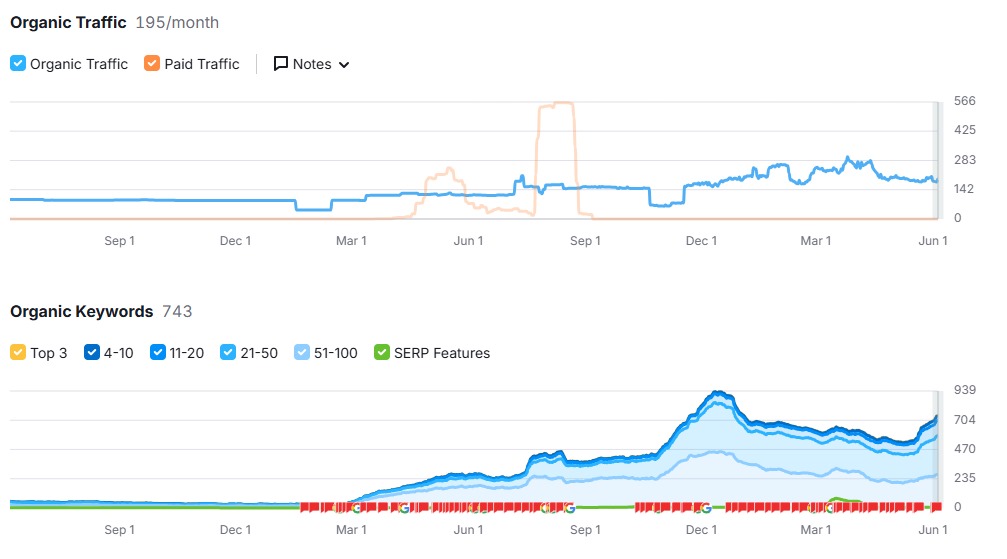 Organic Traffic 195/month
Organic Traffic Paid Traffic Notes
566
425
283
142
0
Sep 1 Dec 1 Mar 1 Jun 1 Sep 1 Dec 1 Mar 1 Jun 1
Organic Keywords 743
Top 3 4-10 11-20 21-50 51-100 SERP Features
939
704
470
235
0
Sep 1 Dec 1 Mar 1 Jun 1 Sep 1 Dec 1 Mar 1 Jun 1